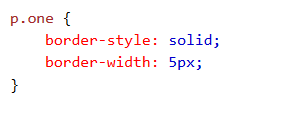 p.one {
    border-style: solid;
    border-width: 5px;
}